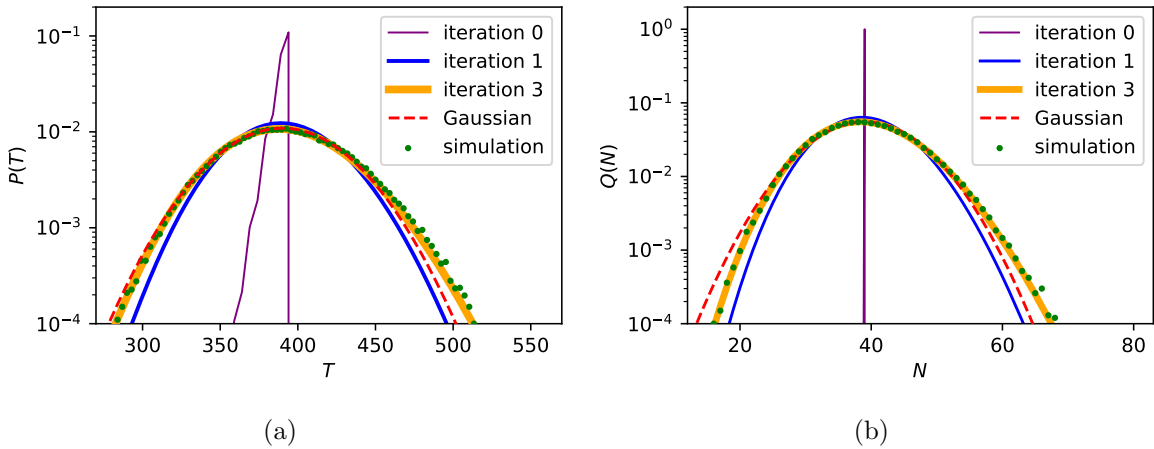 10⁻¹
10⁻²
10⁻³
10⁻⁴
P(T)
300
350
400
450
500
550
T
iteration 0
iteration 1
iteration 3
Gaussian
simulation
(a)
10⁰
10⁻¹
10⁻²
10⁻³
10⁻⁴
Q(N)
20
40
60
80
N
iteration 0
iteration 1
iteration 3
Gaussian
simulation
(b)